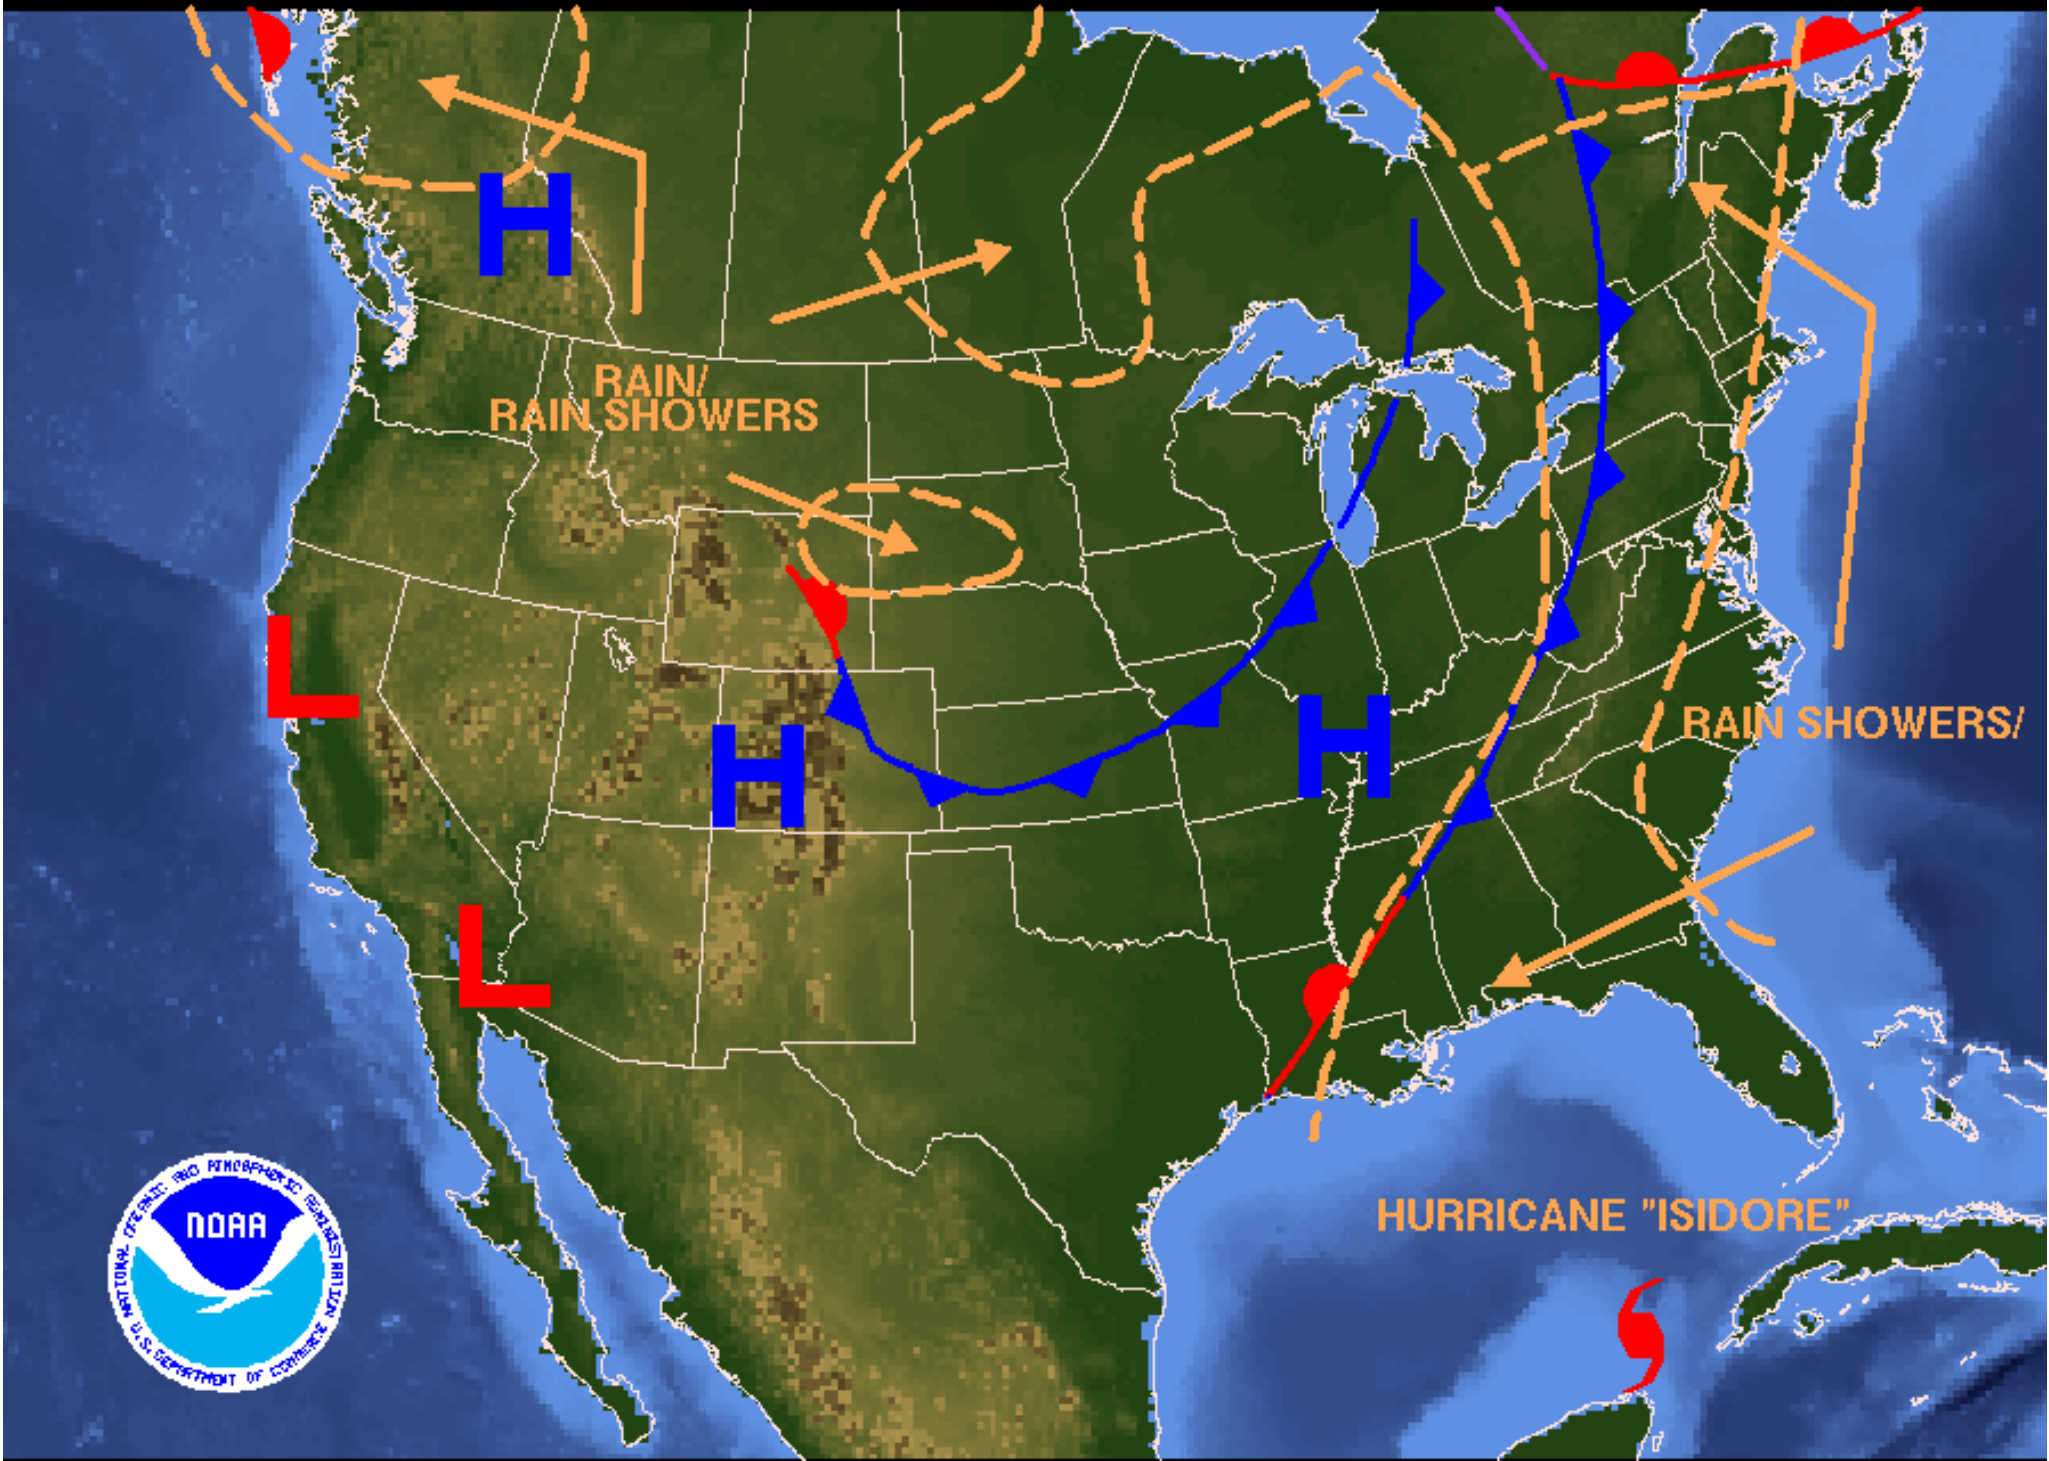 H
RAIN/
RAIN SHOWERS
L
H
H
RAIN SHOWERS/
L
HURRICANE "ISIDORE"
NOAA
NATIONAL OCEANIC AND ATMOSPHERIC ADMINISTRATION
U.S. DEPARTMENT OF COMMERCE